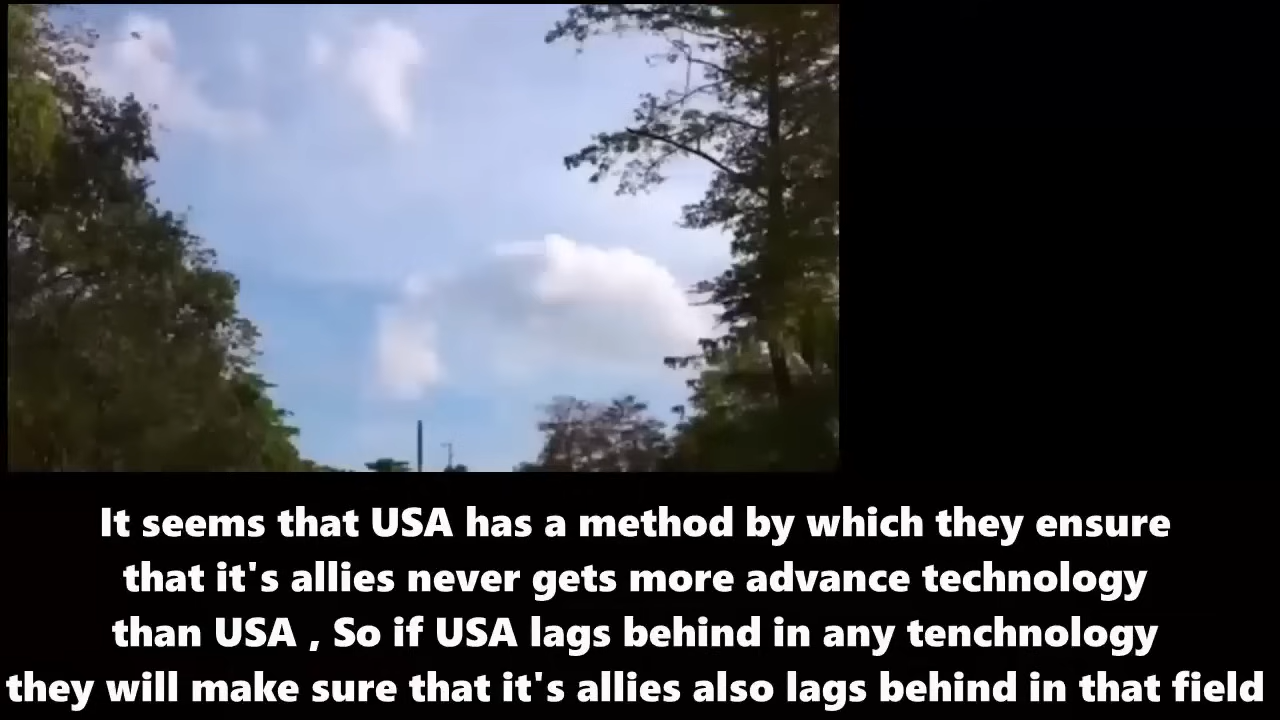 It seems that USA has a method by which they ensure
that it's allies never gets more advance technology
than USA , So if USA lags behind in any tenchnology
they will make sure that it's allies also lags behind in that field